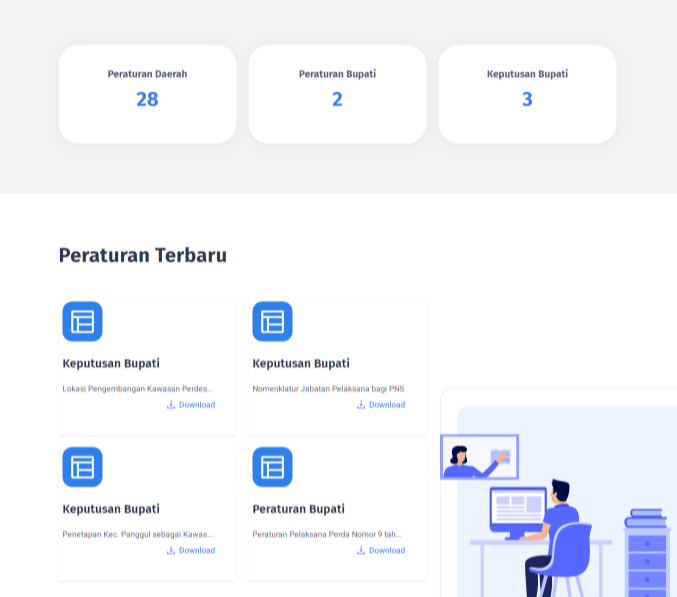 Peraturan Daerah
28
Peraturan Bupati
2
Keputusan Bupati
3
Peraturan Terbaru
Keputusan Bupati
Lokasi Pengembangan Kawasan Perdes...
Download
Keputusan Bupati
Nomenklatur Jabatan Pelaksana bagi PNS
Download
Keputusan Bupati
Penetapan Kec. Panggul sebagai Kawas...
Download
Peraturan Bupati
Peraturan Pelaksana Perda Nomor 9 tah...
Download